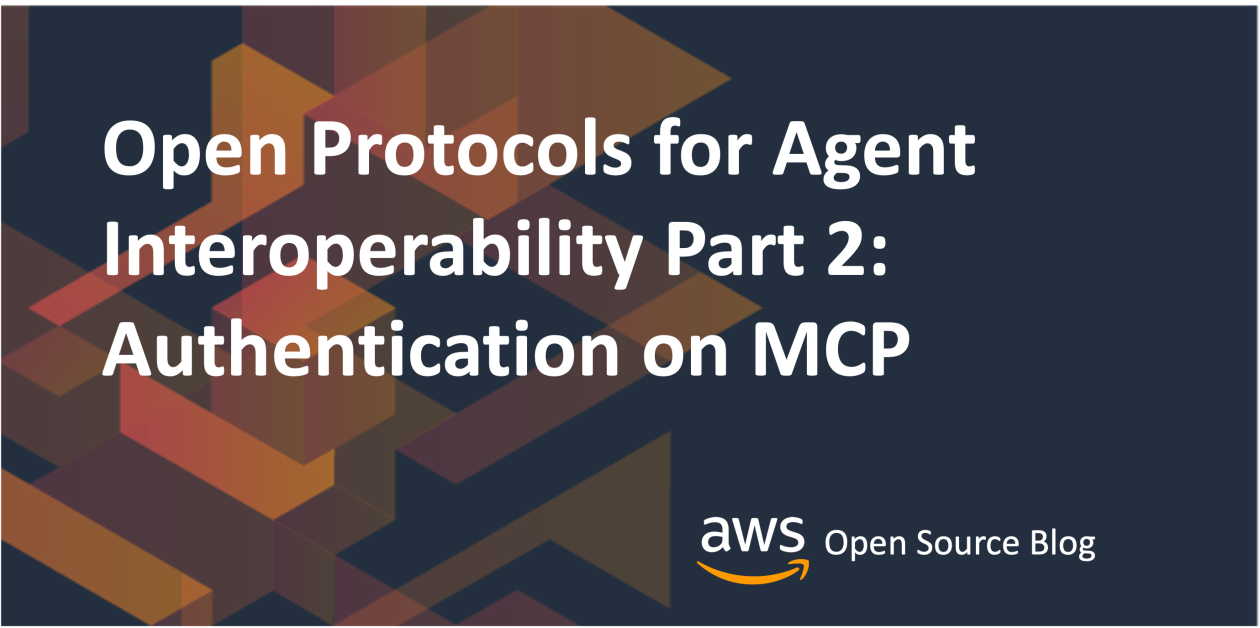 Open Protocols for Agent
Interoperability Part 2:
Authentication on MCP
aws Open Source Blog